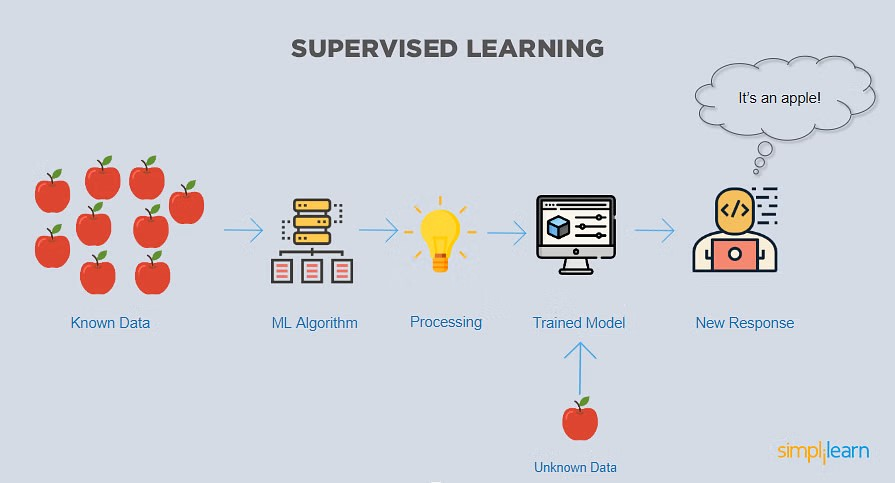 SUPERVISED LEARNING
It's an apple!
</>
Known Data
ML Algorithm
Processing
Trained Model
New Response
Unknown Data
simplilearn